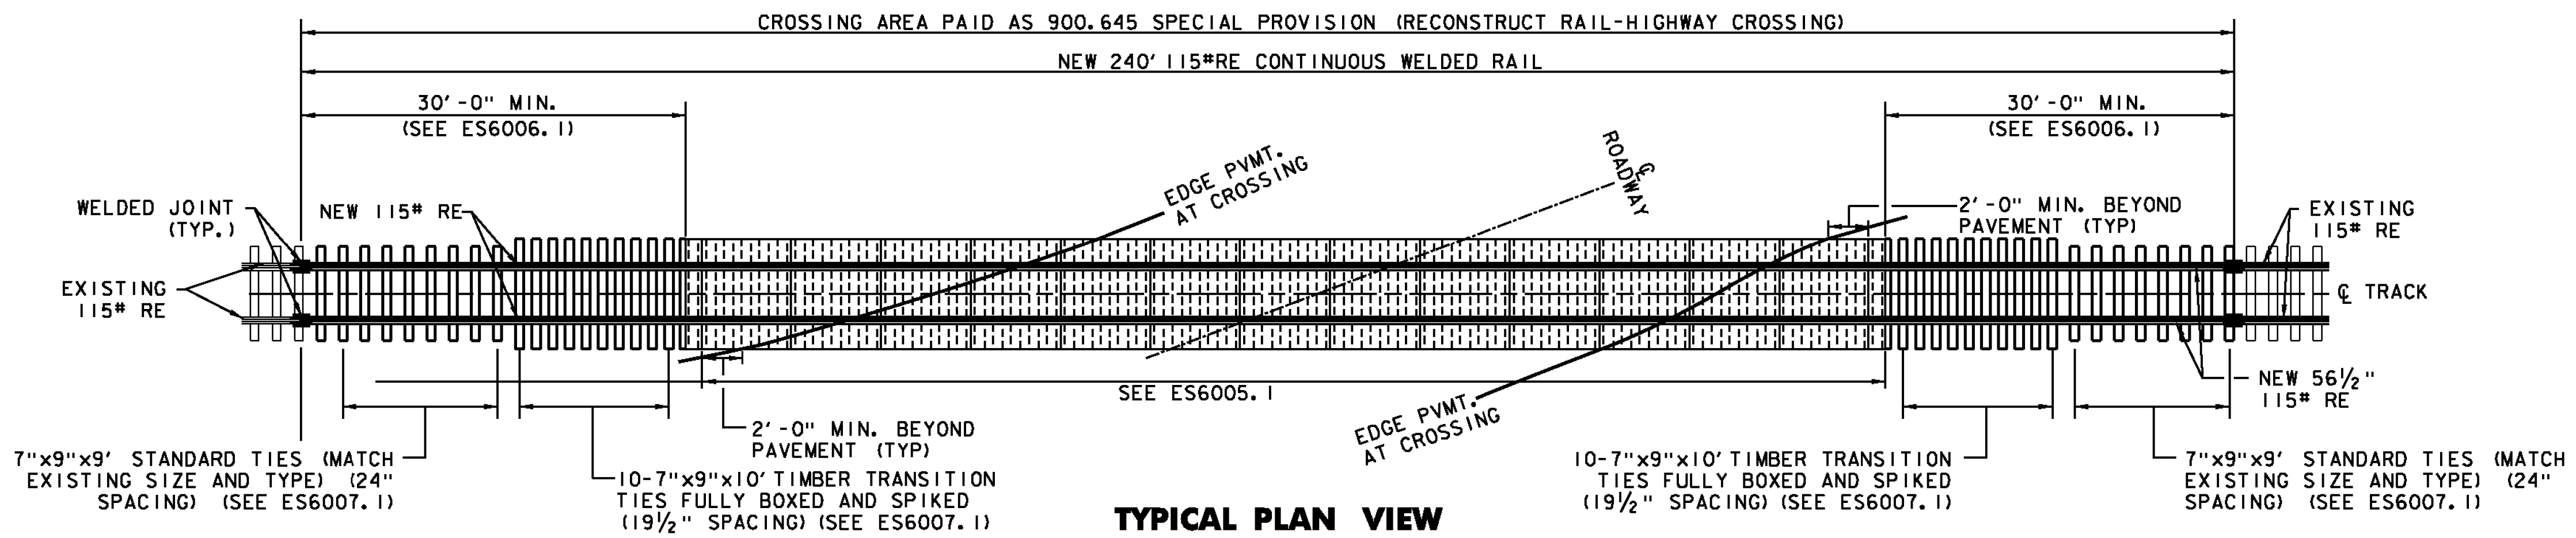 CROSSING AREA PAID AS 900.645 SPECIAL PROVISION (RECONSTRUCT RAIL-HIGHWAY CROSSING)
NEW 240' 115#RE CONTINUOUS WELDED RAIL
30'-0" MIN.
(SEE ES6006.1)
30'-0" MIN.
(SEE ES6006.1)
EDGE PVMT.
AT CROSSING
℄
ROADWAY
WELDED JOINT
(TYP.)
NEW 115# RE
2'-0" MIN. BEYOND
PAVEMENT (TYP)
EXISTING
115# RE
EXISTING
115# RE
℄ TRACK
SEE ES6005.1
NEW 56½"
115# RE
2'-0" MIN. BEYOND
PAVEMENT (TYP)
EDGE PVMT.
AT CROSSING
7"x9"x9' STANDARD TIES (MATCH
EXISTING SIZE AND TYPE) (24"
SPACING) (SEE ES6007.1)
10-7"x9"x10' TIMBER TRANSITION
TIES FULLY BOXED AND SPIKED
(19½" SPACING) (SEE ES6007.1)
10-7"x9"x10' TIMBER TRANSITION
TIES FULLY BOXED AND SPIKED
(19½" SPACING) (SEE ES6007.1)
7"x9"x9' STANDARD TIES (MATCH
EXISTING SIZE AND TYPE) (24"
SPACING) (SEE ES6007.1)
TYPICAL PLAN VIEW